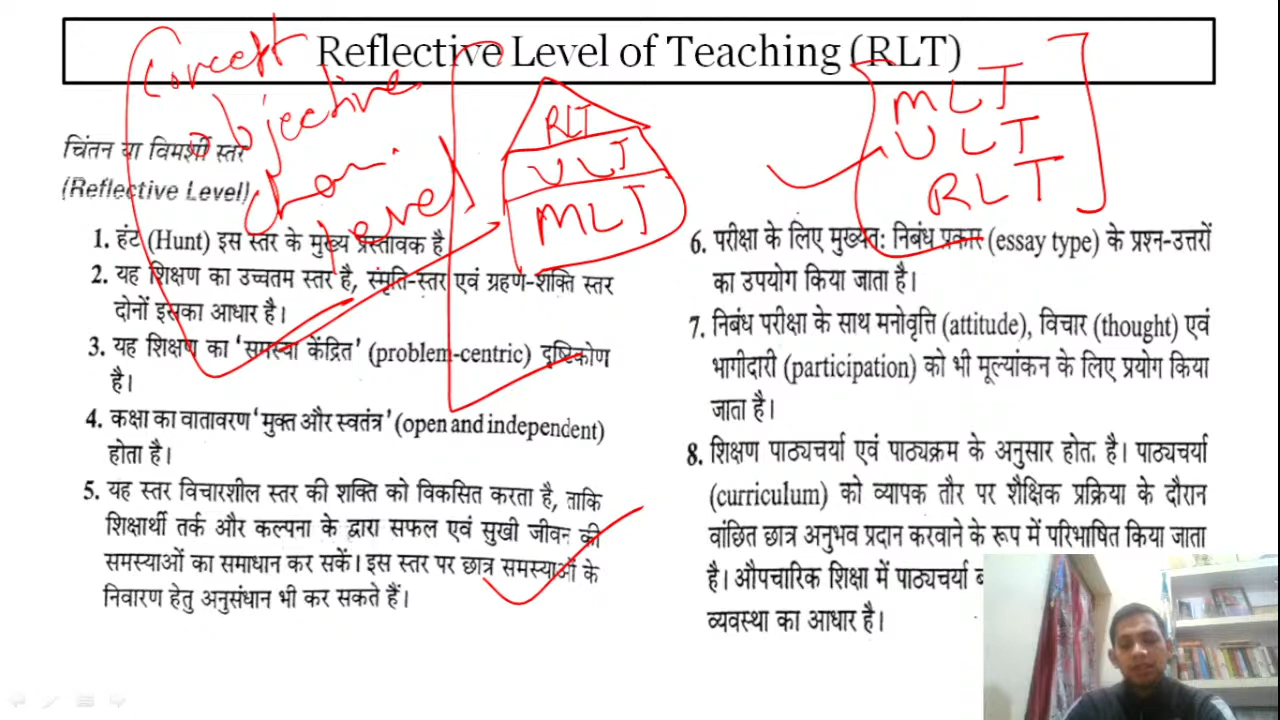 Reflective Level of Teaching (RLT)
Concept
objective
level
RLT
ULT
MLT
MLT
ULT
RLT
चिंतन या विमर्शी स्तर
(Reflective Level)
1. हंट (Hunt) इस स्तर के मुख्य प्रस्तावक है
2. यह शिक्षण का उच्चतम स्तर है, संमृति-स्तर एवं ग्रहण-शक्ति स्तर
दोनों इसका आधार है।
3. यह शिक्षण का ‘समस्या केंद्रित’ (problem-centric) दृष्टिकोण
है।
4. कक्षा का वातावरण ‘मुक्त और स्वतंत्र’ (open and independent)
होता है।
5. यह स्तर विचारशील स्तर की शक्ति को विकसित करता है, ताकि
शिक्षार्थी तर्क और कल्पना के द्वारा सफल एवं सुखी जीवन की
समस्याओं का समाधान कर सकें। इस स्तर पर छात्र समस्याओं के
निवारण हेतु अनुसंधान भी कर सकते हैं।
6. परीक्षा के लिए मुख्यत: निबंध प्रकार (essay type) के प्रश्न-उत्तरों
का उपयोग किया जाता है।
7. निबंध परीक्षा के साथ मनोवृत्ति (attitude), विचार (thought) एवं
भागीदारी (participation) को भी मूल्यांकन के लिए प्रयोग किया
जाता है।
8. शिक्षण पाठ्यचर्या एवं पाठ्यक्रम के अनुसार होता है। पाठ्यचर्या
(curriculum) को व्यापक तौर पर शैक्षिक प्रक्रिया के दौरान
वांछित छात्र अनुभव प्रदान करवाने के रूप में परिभाषित किया जाता
है। औपचारिक शिक्षा में पाठ्यचर्या
व्यवस्था का आधार है।